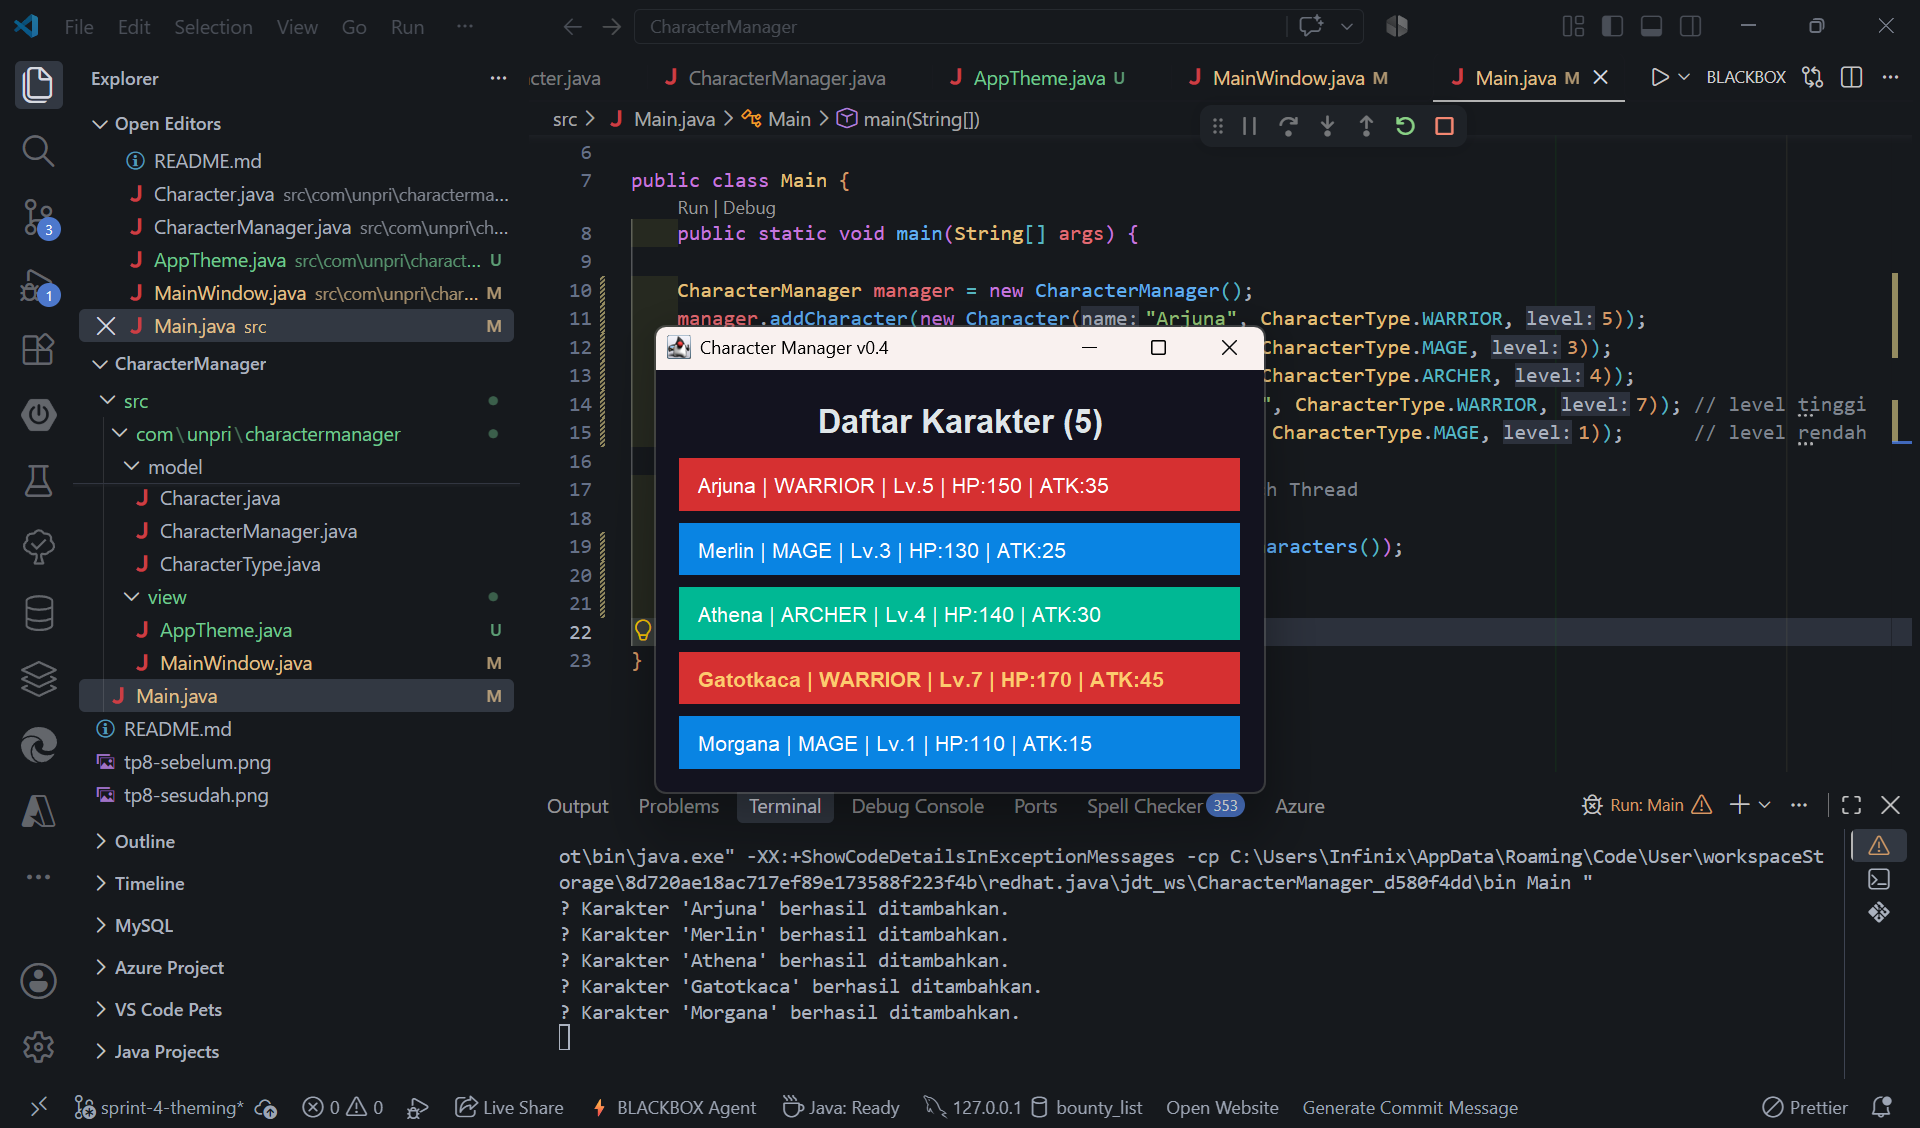 File Edit Selection View Go Run ···
CharacterManager
Explorer
Open Editors
README.md
Character.java src\com\unpri\characterma...
CharacterManager.java src\com\unpri\ch...
AppTheme.java src\com\unpri\charact... U
MainWindow.java src\com\unpri\char... M
Main.java src M
CharacterManager
src
com\unpri\charactermanager
model
Character.java
CharacterManager.java
CharacterType.java
view
AppTheme.java U
MainWindow.java M
Main.java M
README.md
tp8-sebelum.png
tp8-sesudah.png
Outline
Timeline
MySQL
Azure Project
VS Code Pets
Java Projects
3
1
cter.java CharacterManager.java AppTheme.java U MainWindow.java M Main.java M BLACKBOX
src > Main.java > Main > main(String[])
6
7 public class Main {
Run | Debug
8 public static void main(String[] args) {
9
10 CharacterManager manager = new CharacterManager();
11 manager.addCharacter(new Character(name: "Arjuna", CharacterType.WARRIOR, level: 5));
12 CharacterType.MAGE, level: 3));
13 CharacterType.ARCHER, level: 4));
14 ", CharacterType.WARRIOR, level: 7)); // level tinggi
15 CharacterType.MAGE, level: 1)); // level rendah
16
17 h Thread
18
19 aracters());
20
21
22
23 }
Character Manager v0.4
Daftar Karakter (5)
Arjuna | WARRIOR | Lv.5 | HP:150 | ATK:35
Merlin | MAGE | Lv.3 | HP:130 | ATK:25
Athena | ARCHER | Lv.4 | HP:140 | ATK:30
Gatotkaca | WARRIOR | Lv.7 | HP:170 | ATK:45
Morgana | MAGE | Lv.1 | HP:110 | ATK:15
Output Problems Terminal Debug Console Ports Spell Checker 353 Azure Run: Main
ot\bin\java.exe" -XX:+ShowCodeDetailsInExceptionMessages -cp C:\Users\Infinix\AppData\Roaming\Code\User\workspaceSt
orage\8d720ae18ac717ef89e173588f223f4b\redhat.java\jdt_ws\CharacterManager_d580f4dd\bin Main "
? Karakter 'Arjuna' berhasil ditambahkan.
? Karakter 'Merlin' berhasil ditambahkan.
? Karakter 'Athena' berhasil ditambahkan.
? Karakter 'Gatotkaca' berhasil ditambahkan.
? Karakter 'Morgana' berhasil ditambahkan.
sprint-4-theming* 0 0 Live Share BLACKBOX Agent Java: Ready 127.0.0.1 bounty_list Open Website Generate Commit Message Prettier